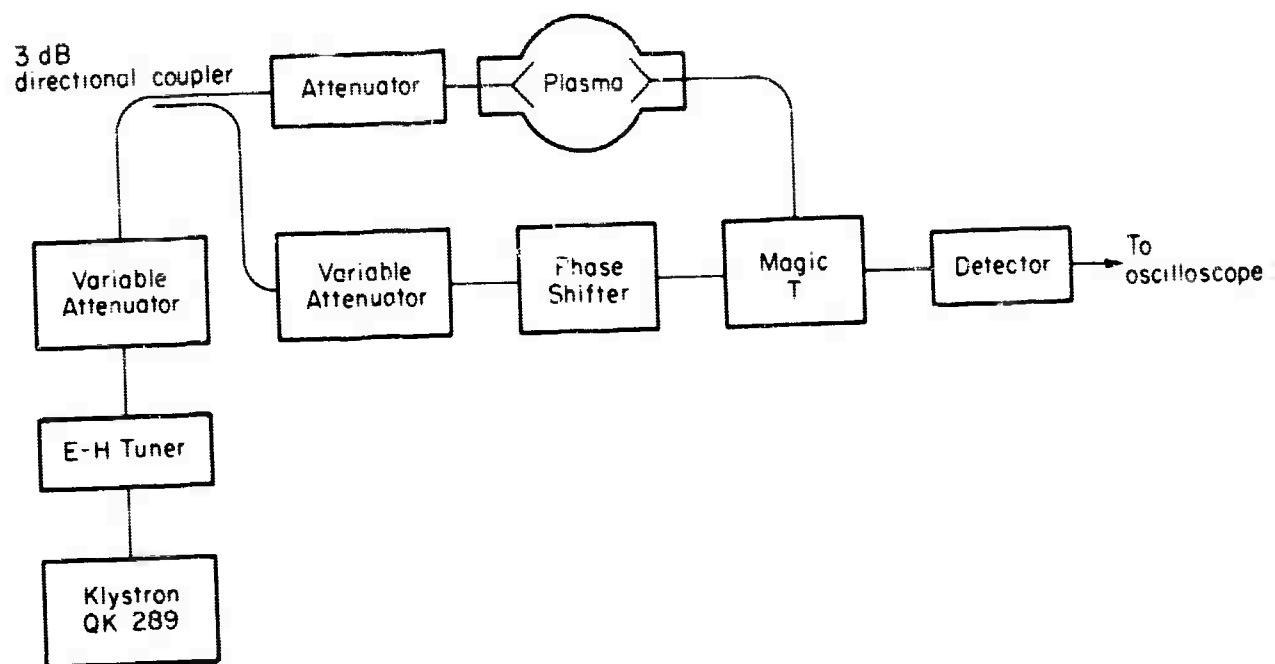 3 dB
directional coupler
Attenuator
Plasma
Variable
Attenuator
Variable
Attenuator
Phase
Shifter
Magic
T
Detector
To
oscilloscope
E-H Tuner
Klystron
QK 289